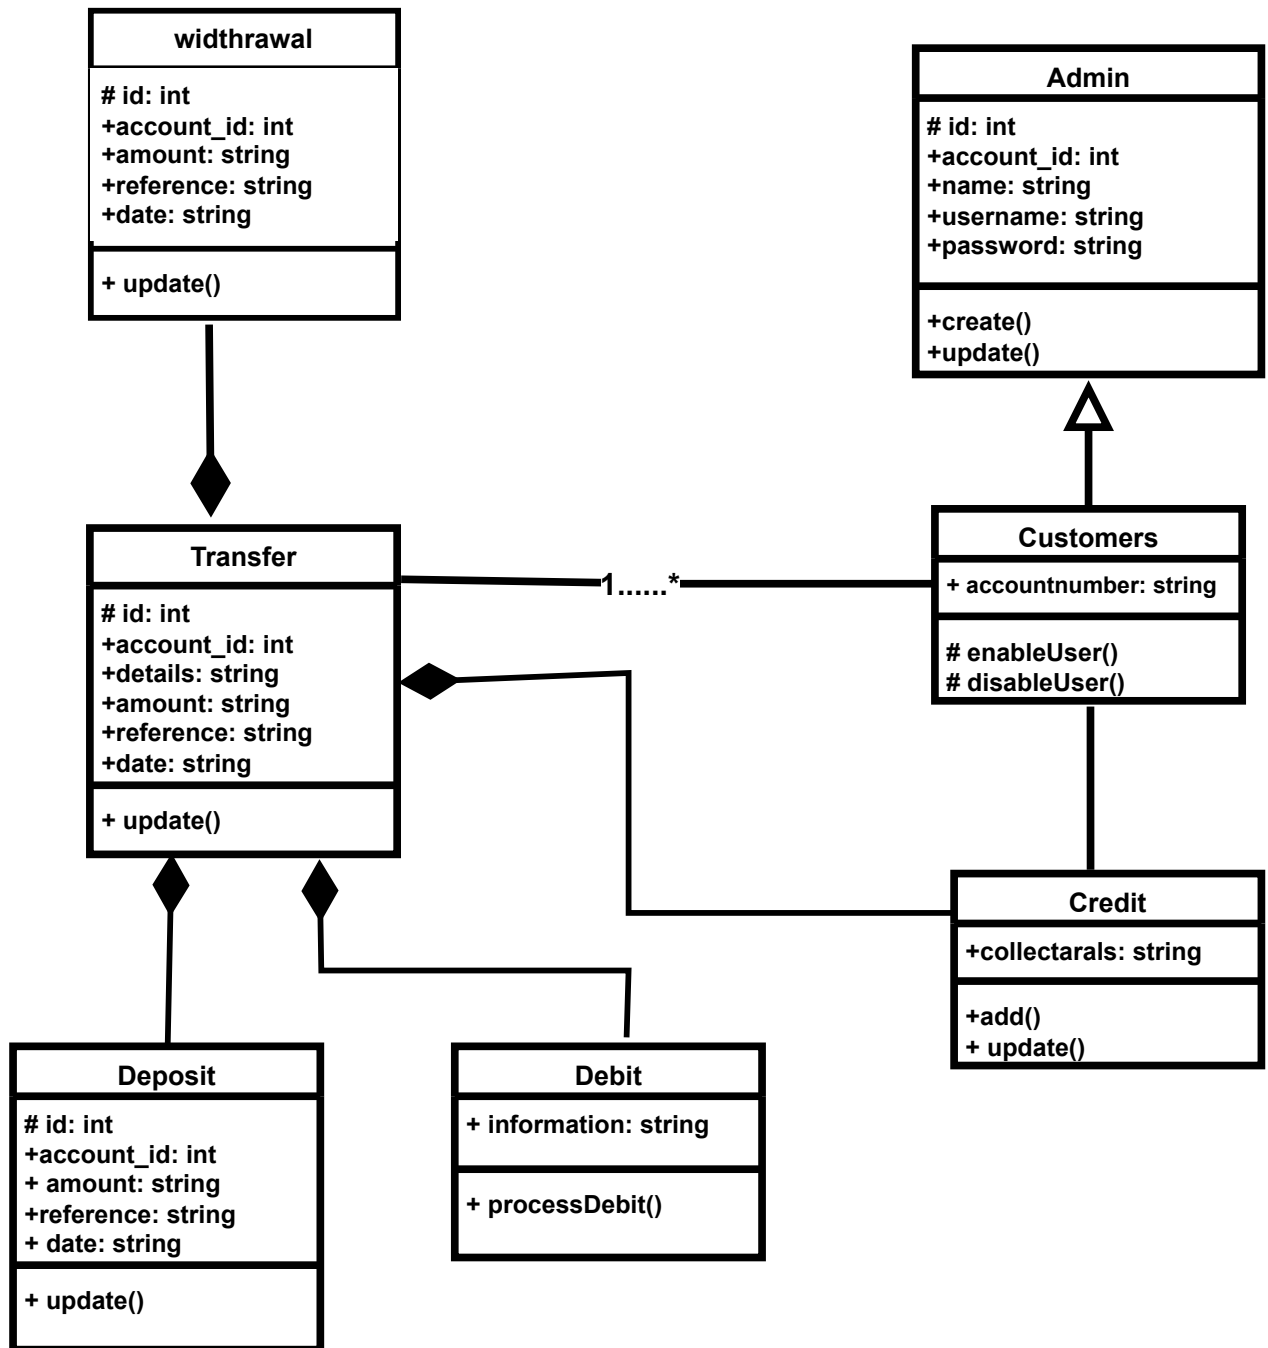 widthrawal
# id: int
+account_id: int
+amount: string
+reference: string
+date: string
+ update()
Admin
# id: int
+account_id: int
+name: string
+username: string
+password: string
+create()
+update()
Transfer
# id: int
+account_id: int
+details: string
+amount: string
+reference: string
+date: string
+ update()
1......*
Customers
+ accountnumber: string
# enableUser()
# disableUser()
Credit
+collectarals: string
+add()
+ update()
Deposit
# id: int
+account_id: int
+ amount: string
+reference: string
+ date: string
+ update()
Debit
+ information: string
+ processDebit()